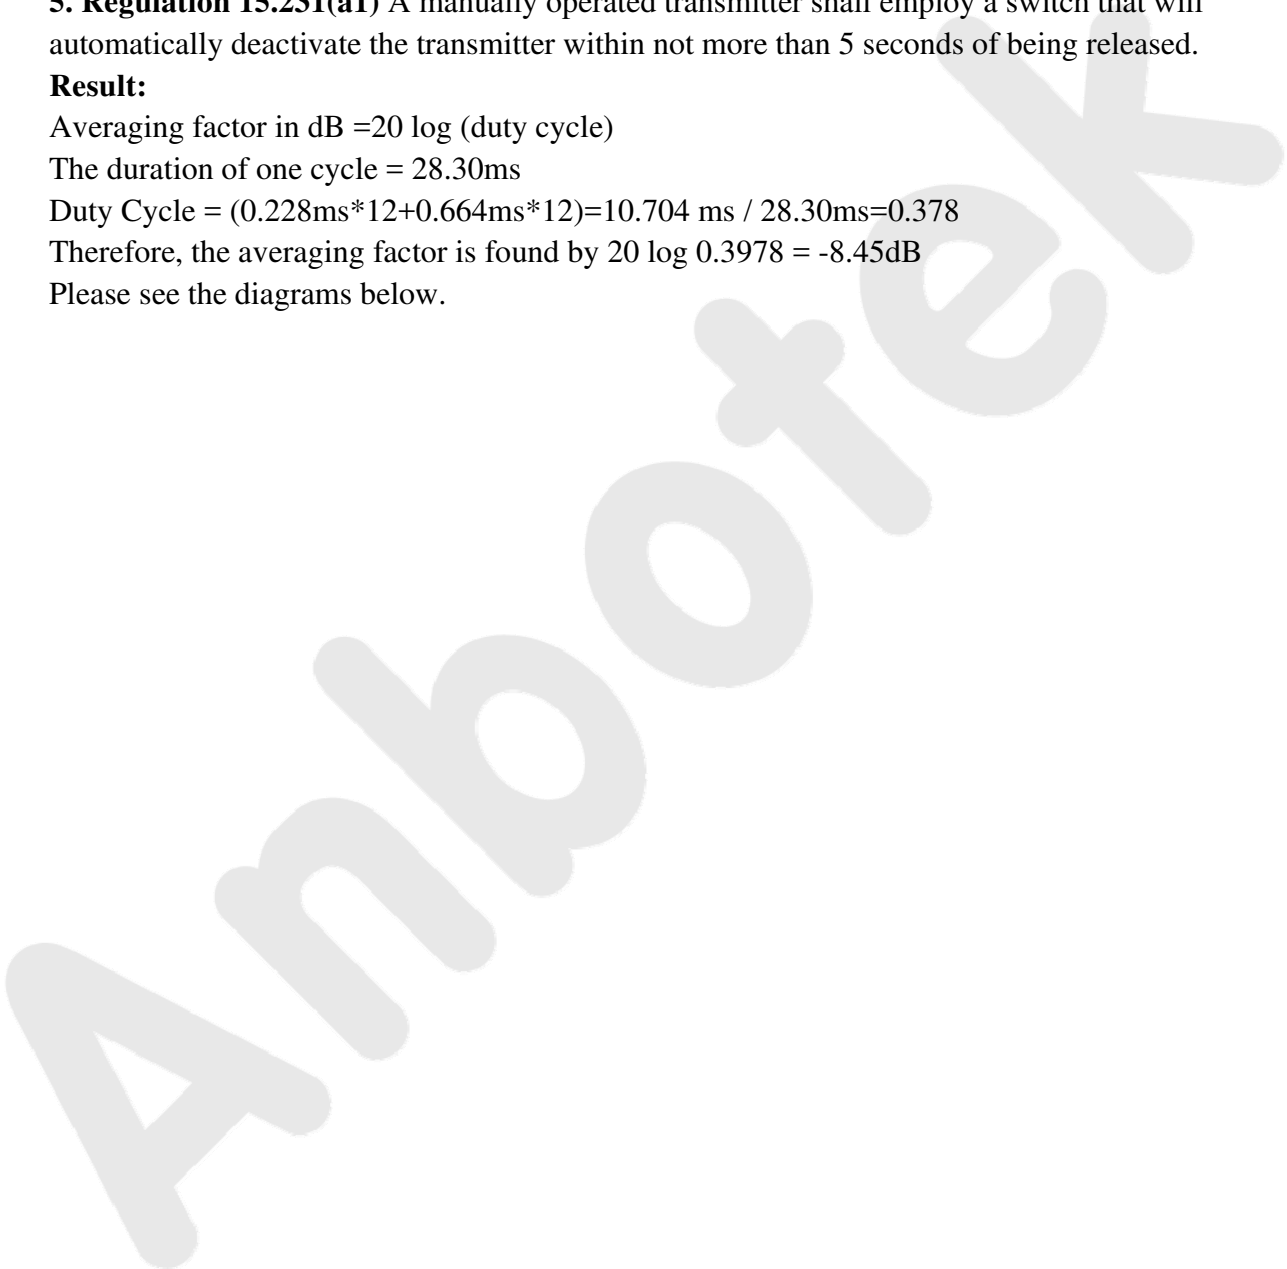 5. Regulation 15.231(a1) A manually operated transmitter shall employ a switch that will
automatically deactivate the transmitter within not more than 5 seconds of being released.
Result:
Averaging factor in dB =20 log (duty cycle)
The duration of one cycle = 28.30ms
Duty Cycle = (0.228ms*12+0.664ms*12)=10.704 ms / 28.30ms=0.378
Therefore, the averaging factor is found by 20 log 0.3978 = -8.45dB
Please see the diagrams below.
Anbotek